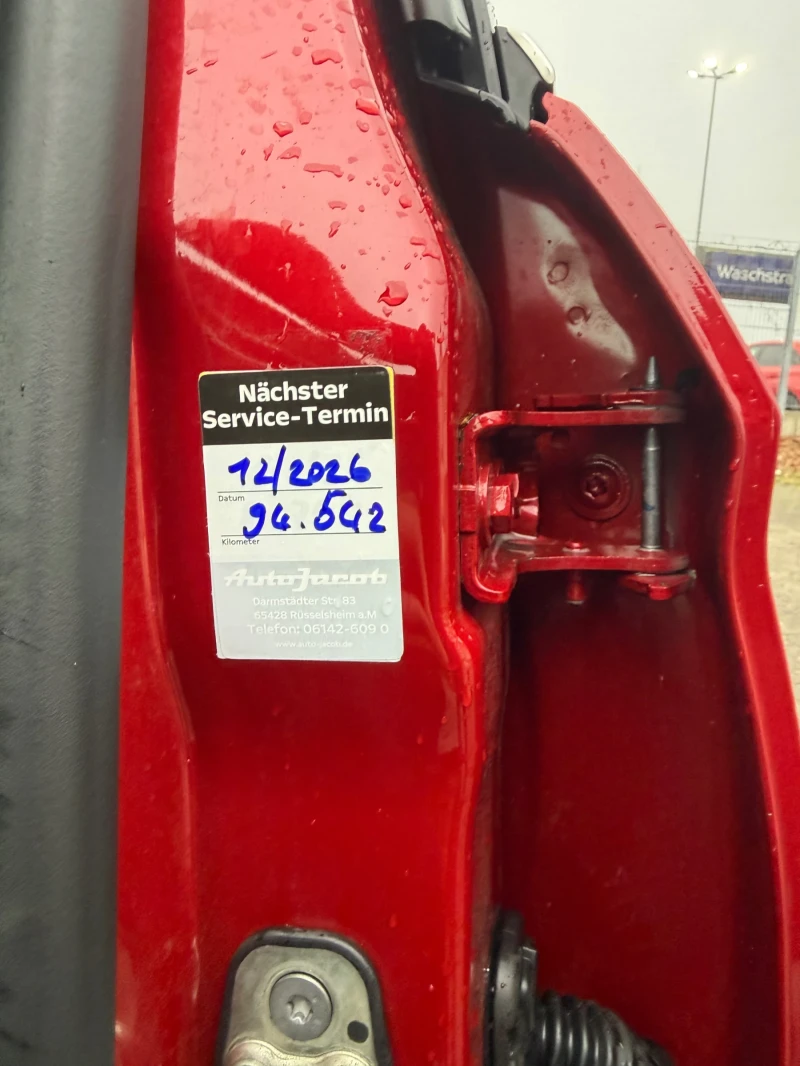 Waschstra
Nächster
Service-Termin
12/2026
Datum
94.542
Kilometer
AutoJacob
Darmstädter Str. 83
65428 Rüsselsheim a.M
Telefon: 06142-609 0
www.auto-jacob.de